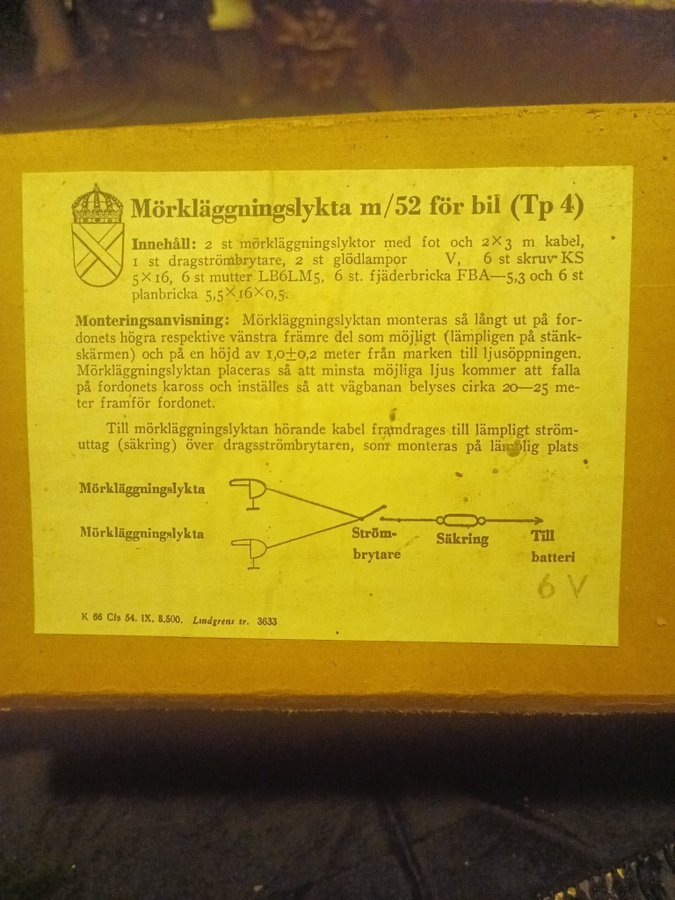 Mörkläggningslykta m/52 för bil (Tp 4)
Innehåll: 2 st mörkläggningslyktor med fot och 2×3 m kabel,
1 st dragströmbrytare, 2 st glödlampor V, 6 st skruv KS
5×16, 6 st mutter LB6LM5, 6 st. fjäderbricka FBA—5,3 och 6 st
planbricka 5,5×16×0,5.
Monteringsanvisning: Mörkläggningslyktan monteras så långt ut på for-
donets högra respektive vänstra främre del som möjligt (lämpligen på stänk-
skärmen) och på en höjd av 1,0±0,2 meter från marken till ljusöppningen.
Mörkläggningslyktan placeras så att minsta möjliga ljus kommer att falla
på fordonets kaross och inställes så att vägbanan belyses cirka 20—25 me-
ter framför fordonet.
Till mörkläggningslyktan hörande kabel framdrages till lämpligt ström-
uttag (säkring) över dragsströmbrytaren, som monteras på lämplig plats
Mörkläggningslykta
Mörkläggningslykta
Ström-
brytare
Säkring
Till
batteri
6 V
K 66 Cfs 54. IX. 8.500. Lindgrens tr. 3633